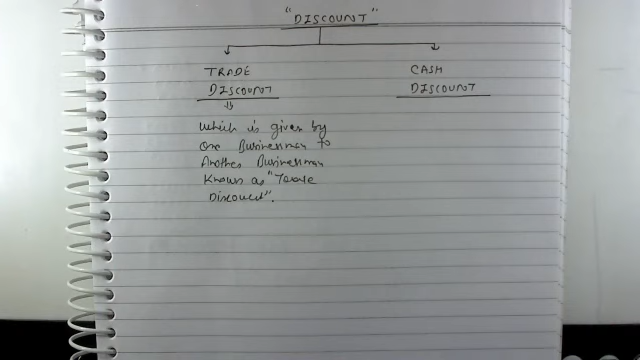 "DISCOUNT"
TRADE
DISCOUNT
CASH
DISCOUNT
Which is given by
One Businessman to
Another Businessman
Known as "Trade
Discount".